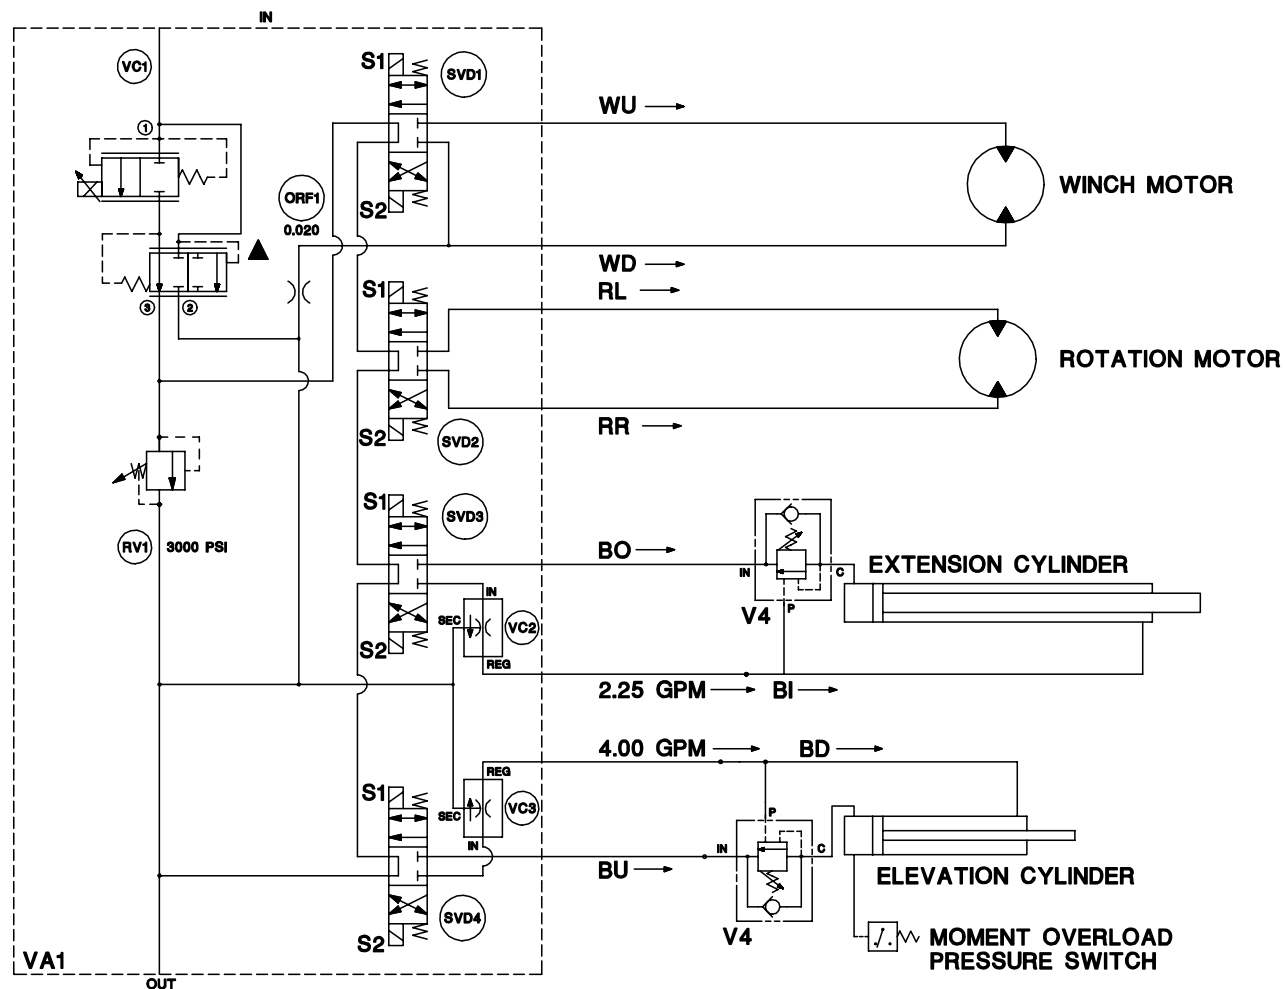 IN
VC1
S1
SVD1
WU
1
ORF1
0.020
WINCH MOTOR
S2
WD
RL
S1
3
2
ROTATION MOTOR
RR
S2
SVD2
S1
SVD3
RV1
3000 PSI
BO
IN
C
EXTENSION CYLINDER
IN
V4
P
SEC
VC2
S2
REG
2.25 GPM
BI
4.00 GPM
BD
REG
S1
VC3
SEC
P
IN
IN
C
BU
ELEVATION CYLINDER
SVD4
S2
V4
MOMENT OVERLOAD
PRESSURE SWITCH
VA1
OUT